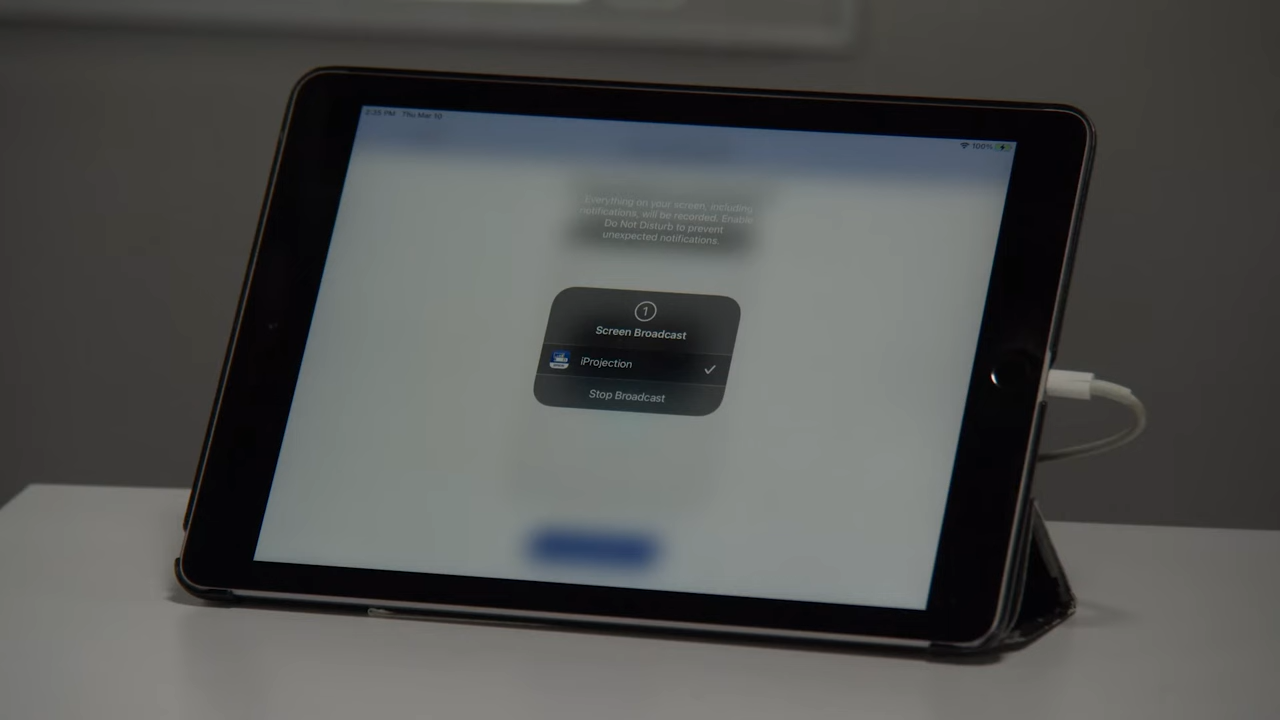 2:35 PM Thu Mar 10
100%
Everything on your screen, including
notifications, will be recorded. Enable
Do Not Disturb to prevent
unexpected notifications.
1
Screen Broadcast
iProjection
Stop Broadcast